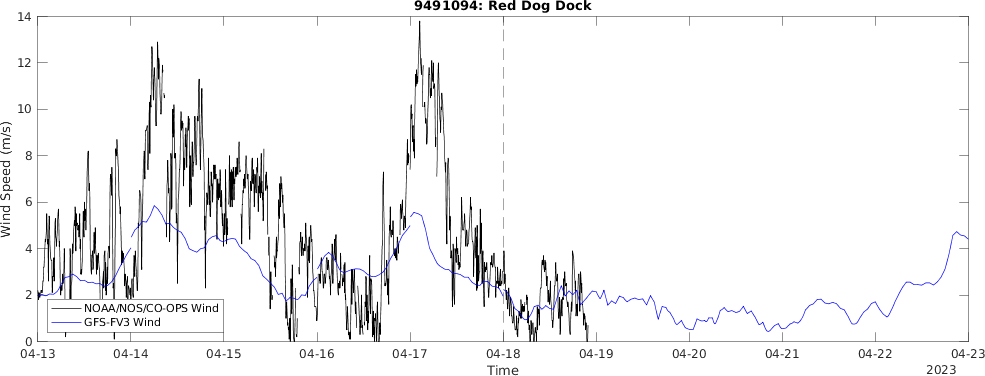 9491094: Red Dog Dock
Wind Speed (m/s)
14
12
10
8
6
4
2
0
NOAA/NOS/CO-OPS Wind
GFS-FV3 Wind
04-13 04-14 04-15 04-16 04-17 04-18 04-19 04-20 04-21 04-22 04-23
Time
2023